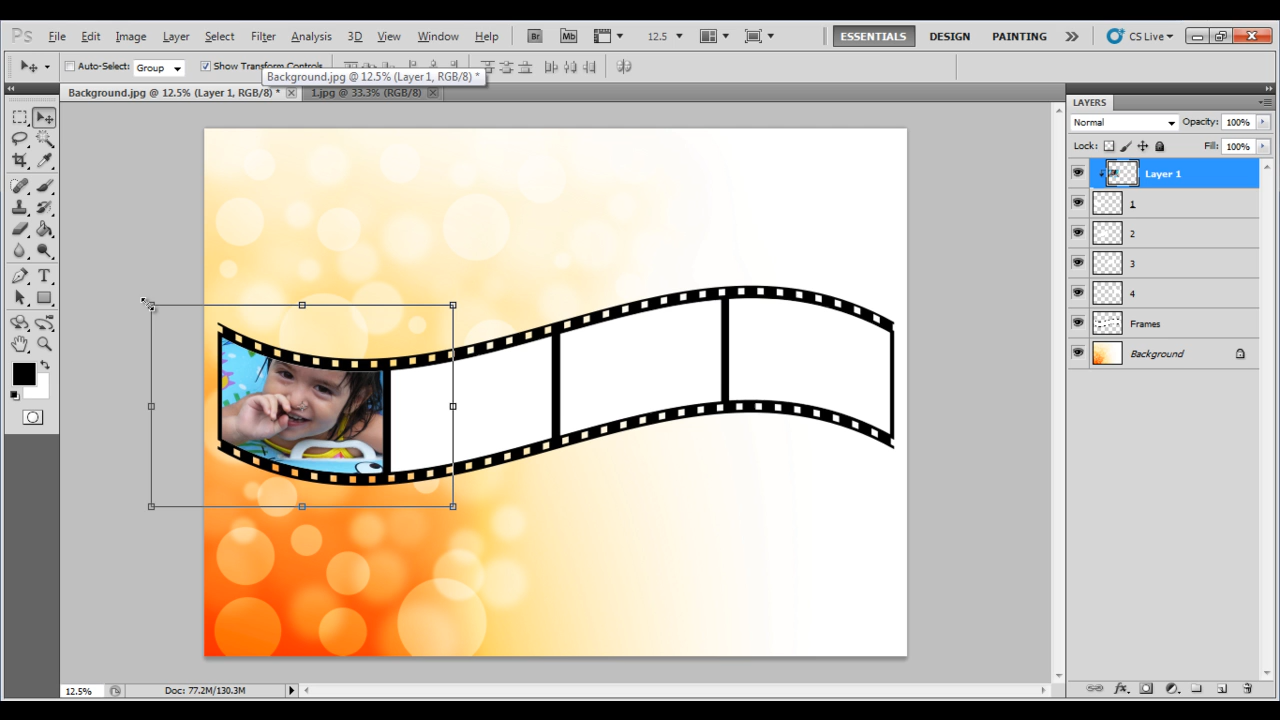 Ps File Edit Image Layer Select Filter Analysis 3D View Window Help Br Mb 12.5 ESSENTIALS DESIGN PAINTING CS Live
Auto-Select: Group Show Transform Controls
Background.jpg @ 12.5% (Layer 1, RGB/8) *
Background.jpg @ 12.5% (Layer 1, RGB/8) * 1.jpg @ 33.3% (RGB/8)
LAYERS
Normal Opacity: 100%
Lock: Fill: 100%
Layer 1
1
2
3
4
Frames
Background
12.5% Doc: 77.2M/130.3M